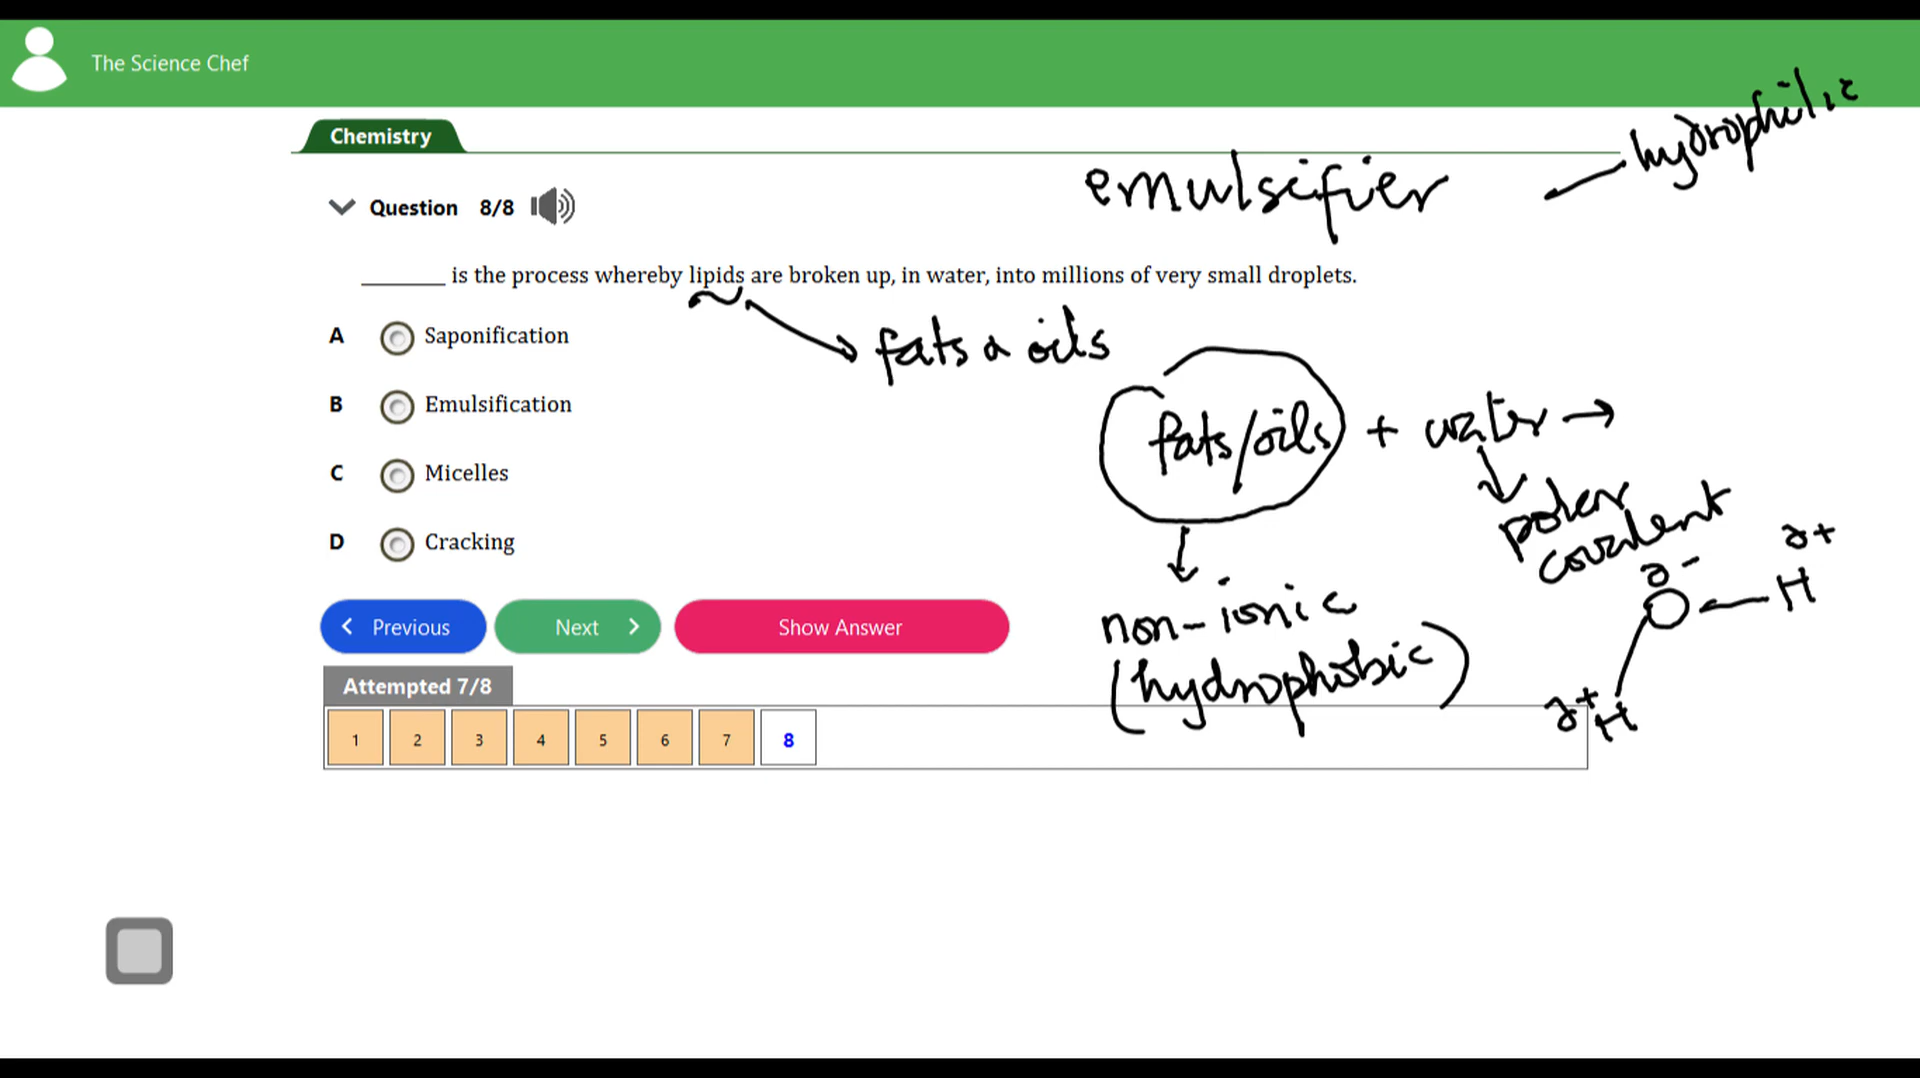 The Science Chef
Chemistry
Question 8/8
_______ is the process whereby lipids are broken up, in water, into millions of very small droplets.
A Saponification
B Emulsification
C Micelles
D Cracking
Previous
Next
Show Answer
Attempted 7/8
1 2 3 4 5 6 7 8
emulsifier
hydrophilic
fats & oils
fats/oils + water →
polar
covalent
non-ionic
(hydrophobic)
∂- ∂+
O H
∂+ H